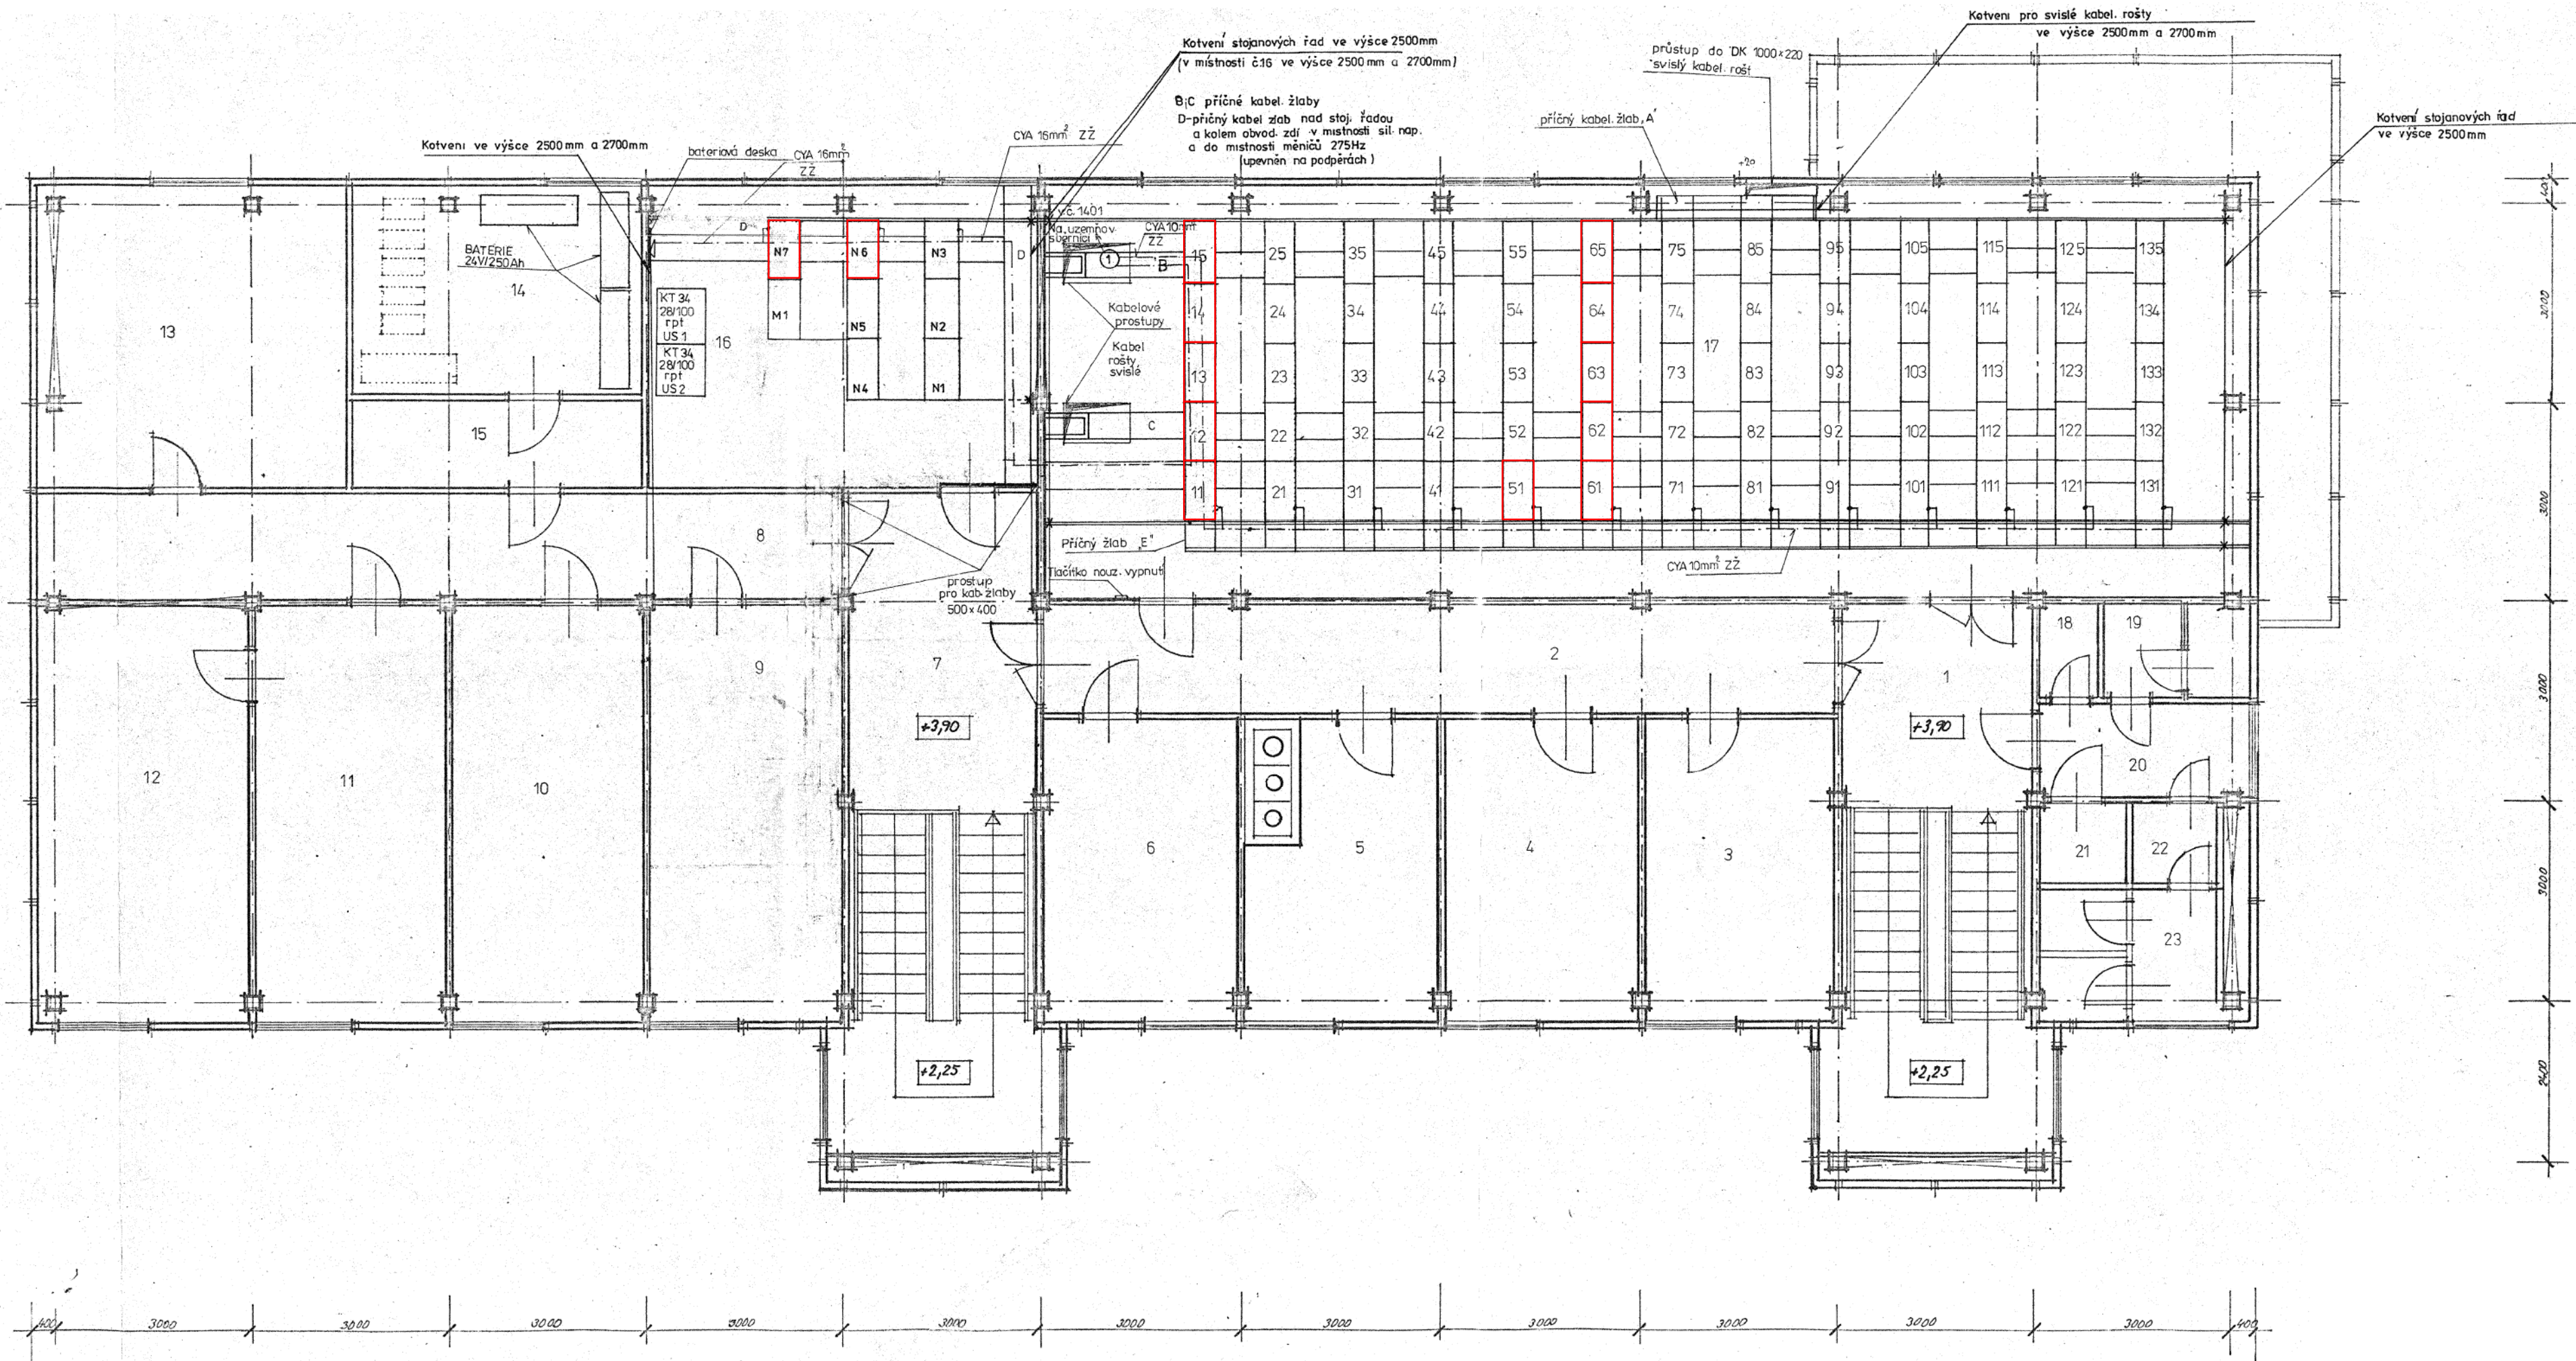 Kotvení pro svislé kabel. rošty
ve výšce 2500mm a 2700mm
Kotvení stojanových řad ve výšce 2500mm
(v místnosti č.16 ve výšce 2500mm a 2700mm)
průstup do DK 1000×220
svislý kabel. rošt
B;C příčné kabel. žlaby
D-příčný kabel žlab nad stoj. řadou
a kolem obvod. zdí v místnosti sil. nap.
a do místnosti měničů 275Hz
(upevněn na podpěrách)
příčný kabel. žlab „A“
Kotvení stojanových řad
ve výšce 2500mm
Kotvení ve výšce 2500mm a 2700mm
bateriová deska
CYA 16mm²
ZŽ
CYA 16mm² ZŽ
+20
v.č. 1401
Na uzemňov.
sběrnici
CYA 10mm²
ZŽ
1
B
D
D
BATERIE
24V/250Ah
14
13
15
16
KT 34
28/100
rpt
US 1
KT 34
28/100
rpt
US 2
N7
N6
N3
M1
N5
N2
N4
N1
Kabelové
prostupy
Kabel
rošty
svislé
C
15 25 35 45 55 65 75 85 95 105 115 125 135
14 24 34 44 54 64 74 84 94 104 114 124 134
17
13 23 33 43 53 63 73 83 93 103 113 123 133
12 22 32 42 52 62 72 82 92 102 112 122 132
11 21 31 41 51 61 71 81 91 101 111 121 131
Příčný žlab „E“
Tlačítko nouz. vypnutí
CYA 10mm² ZŽ
prostup
pro kab. žlaby
500×400
8
9
7
2
1
18
19
20
+3,90
+3,90
12
11
10
6
5
4
3
21
22
23
+2,25
+2,25
400
3000
3000
3000
3000
2400
400 3000 3000 3000 3000 3000 3000 3000 3000 3000 3000 3000 400